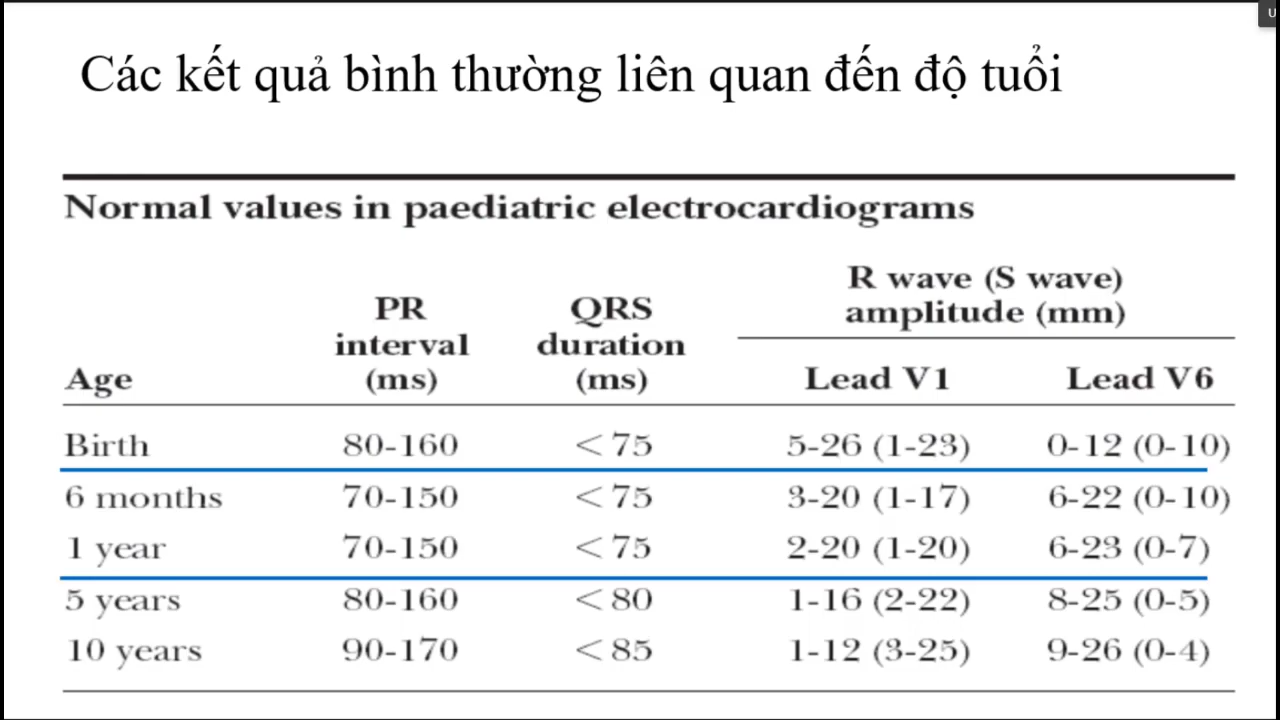 U
Các kết quả bình thường liên quan đến độ tuổi
Normal values in paediatric electrocardiograms
R wave (S wave)
amplitude (mm)
PR interval (ms)
QRS duration (ms)
Age Lead V1 Lead V6
Birth 80-160 <75 5-26 (1-23) 0-12 (0-10)
6 months 70-150 <75 3-20 (1-17) 6-22 (0-10)
1 year 70-150 <75 2-20 (1-20) 6-23 (0-7)
5 years 80-160 <80 1-16 (2-22) 8-25 (0-5)
10 years 90-170 <85 1-12 (3-25) 9-26 (0-4)